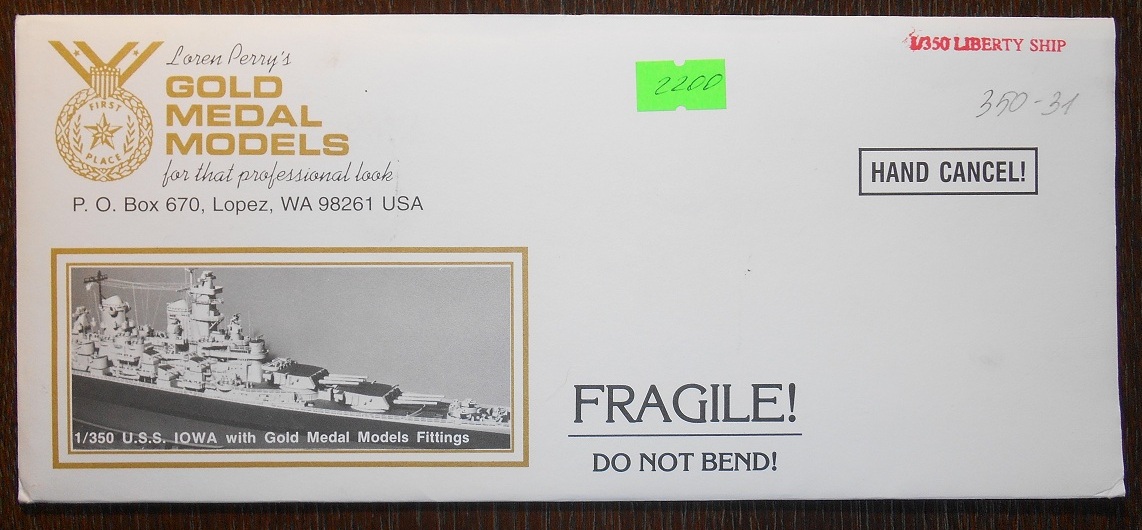 Loren Perry's
GOLD
MEDAL
MODELS
for that professional look
FIRST
PLACE
P. O. Box 670, Lopez, WA 98261 USA
2200
1/350 LIBERTY SHIP
350-31
HAND CANCEL!
1/350 U.S.S. IOWA with Gold Medal Models Fittings
FRAGILE!
DO NOT BEND!